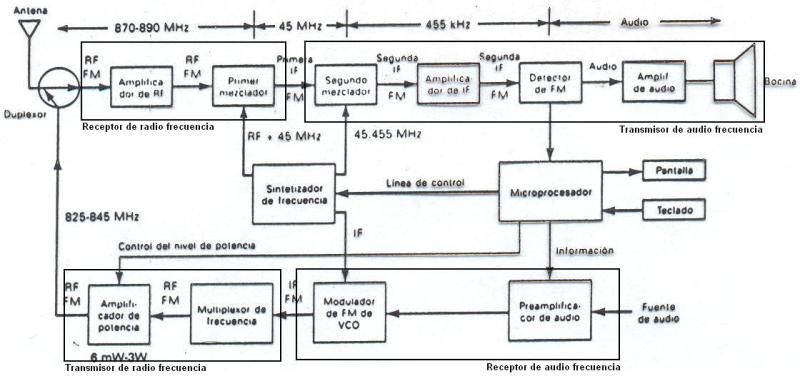 Antena
870-890 MHz
45 MHz
455 kHz
Audio
RF
FM
Amplifica
dor de RF
RF
FM
Primer
mezclador
Primera
IF
FM
Segundo
mezclador
Segunda
IF
FM
Amplifica
dor de IF
Segunda
IF
FM
Detector
de FM
Audio
Amplif
de audio
Bocina
Duplexor
Receptor de radio frecuencia
Transmisor de audio frecuencia
RF + 45 MHz
45.455 MHz
Sintetizador
de frecuencia
Línea de control
Microprocesador
Pantalla
Teclado
825-845 MHz
IF
Control del nivel de potencia
Información
RF
FM
Amplifi-
cador de
potencia
RF
FM
Multiplexor de
frecuencia
IF
FM
Modulador
de FM de
VCO
Preamplifica-
cor de audio
Fuente
de audio
6 mW-3W
Transmisor de radio frecuencia
Receptor de audio frecuencia